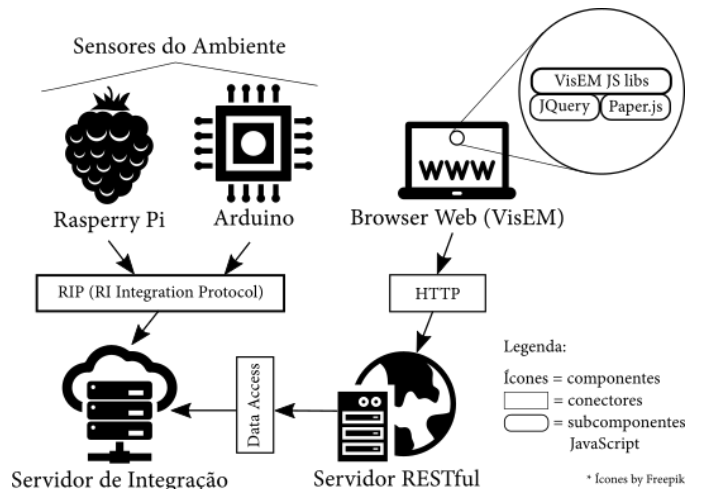 Sensores do Ambiente
VisEM JS libs
JQuery
Paper.js
WWW
Rasperry Pi
Arduino
Browser Web (VisEM)
RIP (RI Integration Protocol)
HTTP
Data Access
Legenda:
Ícones = componentes
= conectores
= subcomponentes
JavaScript
Servidor de Integração
Servidor RESTful
* Ícones by Freepik